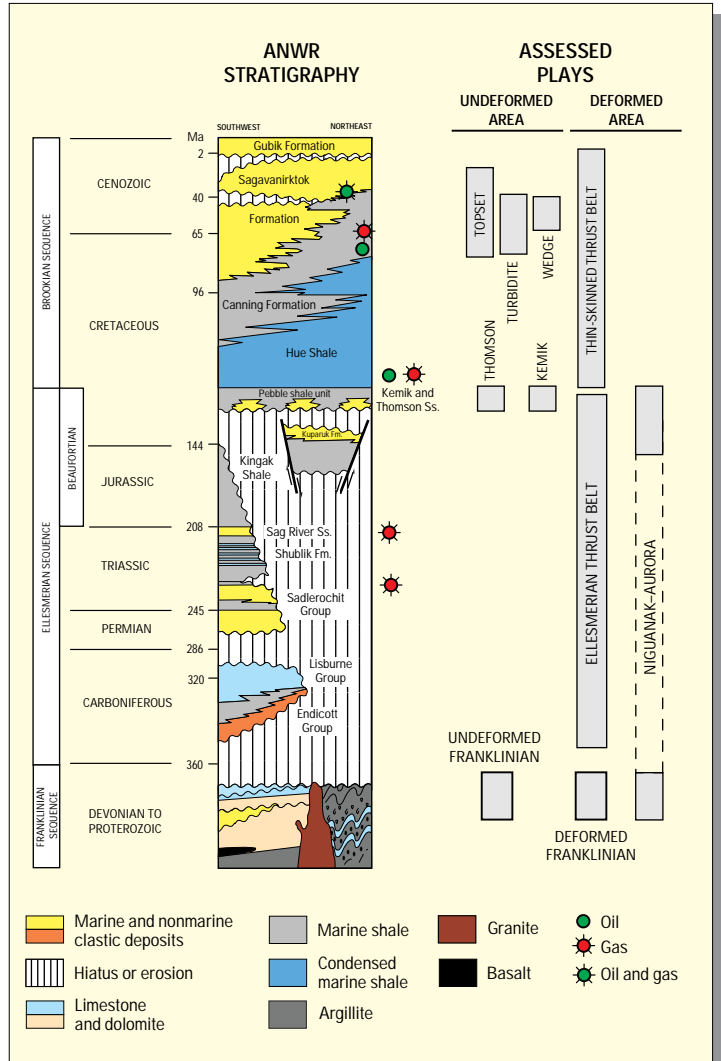 ANWR
STRATIGRAPHY
ASSESSED
PLAYS
UNDEFORMED
AREA
DEFORMED
AREA
SOUTHWEST
NORTHEAST
Ma
2
40
65
96
144
208
245
286
320
360
BROOKIAN SEQUENCE
ELLESMERIAN SEQUENCE
BEAUFORTIAN
FRANKLINIAN
SEQUENCE
CENOZOIC
CRETACEOUS
JURASSIC
TRIASSIC
PERMIAN
CARBONIFEROUS
DEVONIAN TO
PROTEROZOIC
Gubik Formation
Sagavanirktok
Formation
Canning Formation
Hue Shale
Pebble shale unit
Kemik and
Thomson Ss.
Kuparuk Fm.
Kingak
Shale
Sag River Ss.
Shublik Fm.
Sadlerochit
Group
Lisburne
Group
Endicott
Group
TOPSET
TURBIDITE
WEDGE
THOMSON
KEMIK
THIN-SKINNED THRUST BELT
ELLESMERIAN THRUST BELT
NIGUANAK–AURORA
UNDEFORMED
FRANKLINIAN
DEFORMED
FRANKLINIAN
Marine and nonmarine
clastic deposits
Hiatus or erosion
Limestone
and dolomite
Marine shale
Condensed
marine shale
Argillite
Granite
Basalt
Oil
Gas
Oil and gas